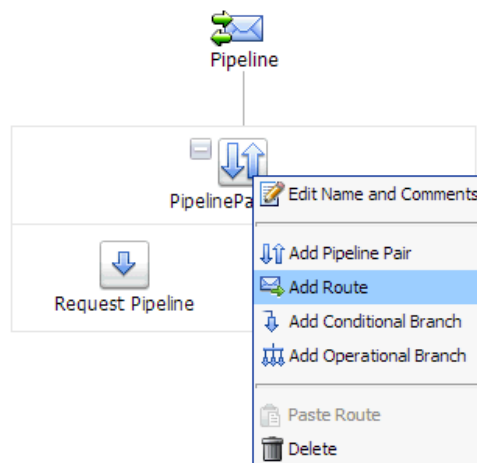 Pipeline
PipelinePa
Edit Name and Comments
Add Pipeline Pair
Add Route
Request Pipeline
Add Conditional Branch
Add Operational Branch
Paste Route
Delete